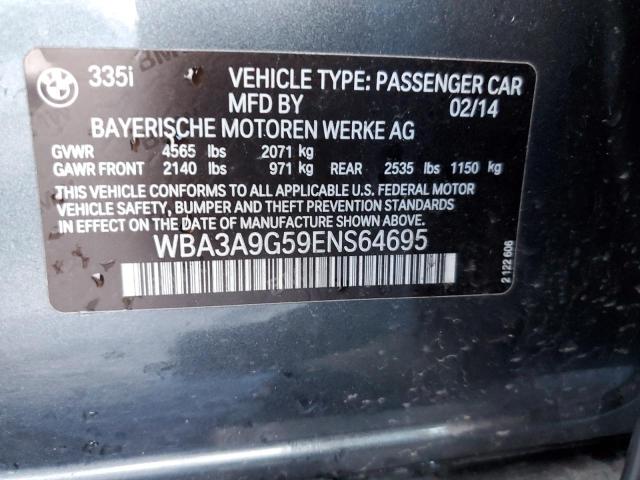 335i VEHICLE TYPE: PASSENGER CAR
MFD BY 02/14
BAYERISCHE MOTOREN WERKE AG
GVWR 4565 lbs 2071 kg
GAWR FRONT 2140 lbs 971 kg REAR 2535 lbs 1150 kg
THIS VEHICLE CONFORMS TO ALL APPLICABLE U.S. FEDERAL MOTOR
VEHICLE SAFETY, BUMPER AND THEFT PREVENTION STANDARDS
IN EFFECT ON THE DATE OF MANUFACTURE SHOWN ABOVE.
WBA3A9G59ENS64695
2 122 606